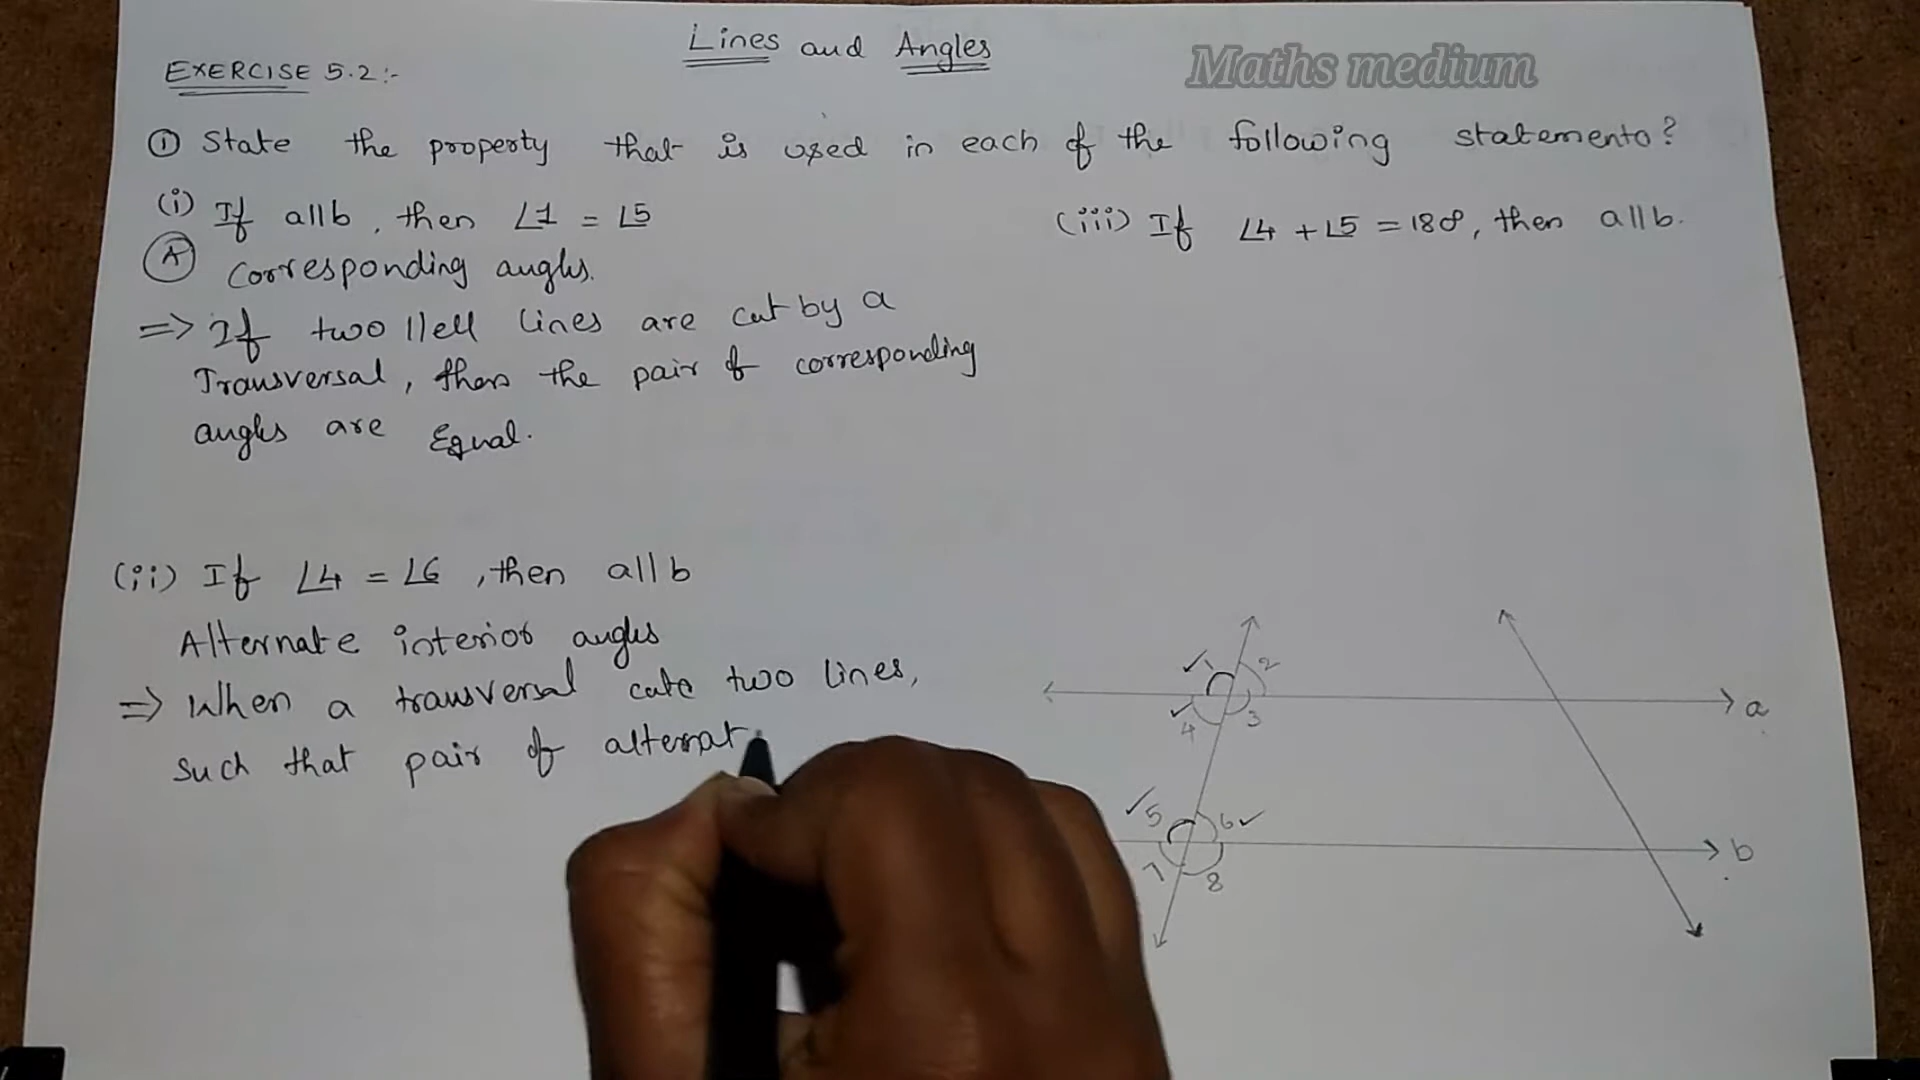 Lines and Angles
Maths medium
EXERCISE 5.2:-
① State the property that is used in each of the following statements?
(i) If a||b, then ∠1 = ∠5
(A) Corresponding angles.
=> If two ||ell lines are cut by a
Transversal, then the pair of corresponding
angles are Equal.
(ii) If ∠4 = ∠6, then a||b
Alternate interior angles
=> When a transversal cuts two lines,
such that pair of alternat
(iii) If ∠4 + ∠5 = 180°, then a||b.
✓ 1 2
a
✓ 4 3
✓ 5 6 ✓
b
7 8